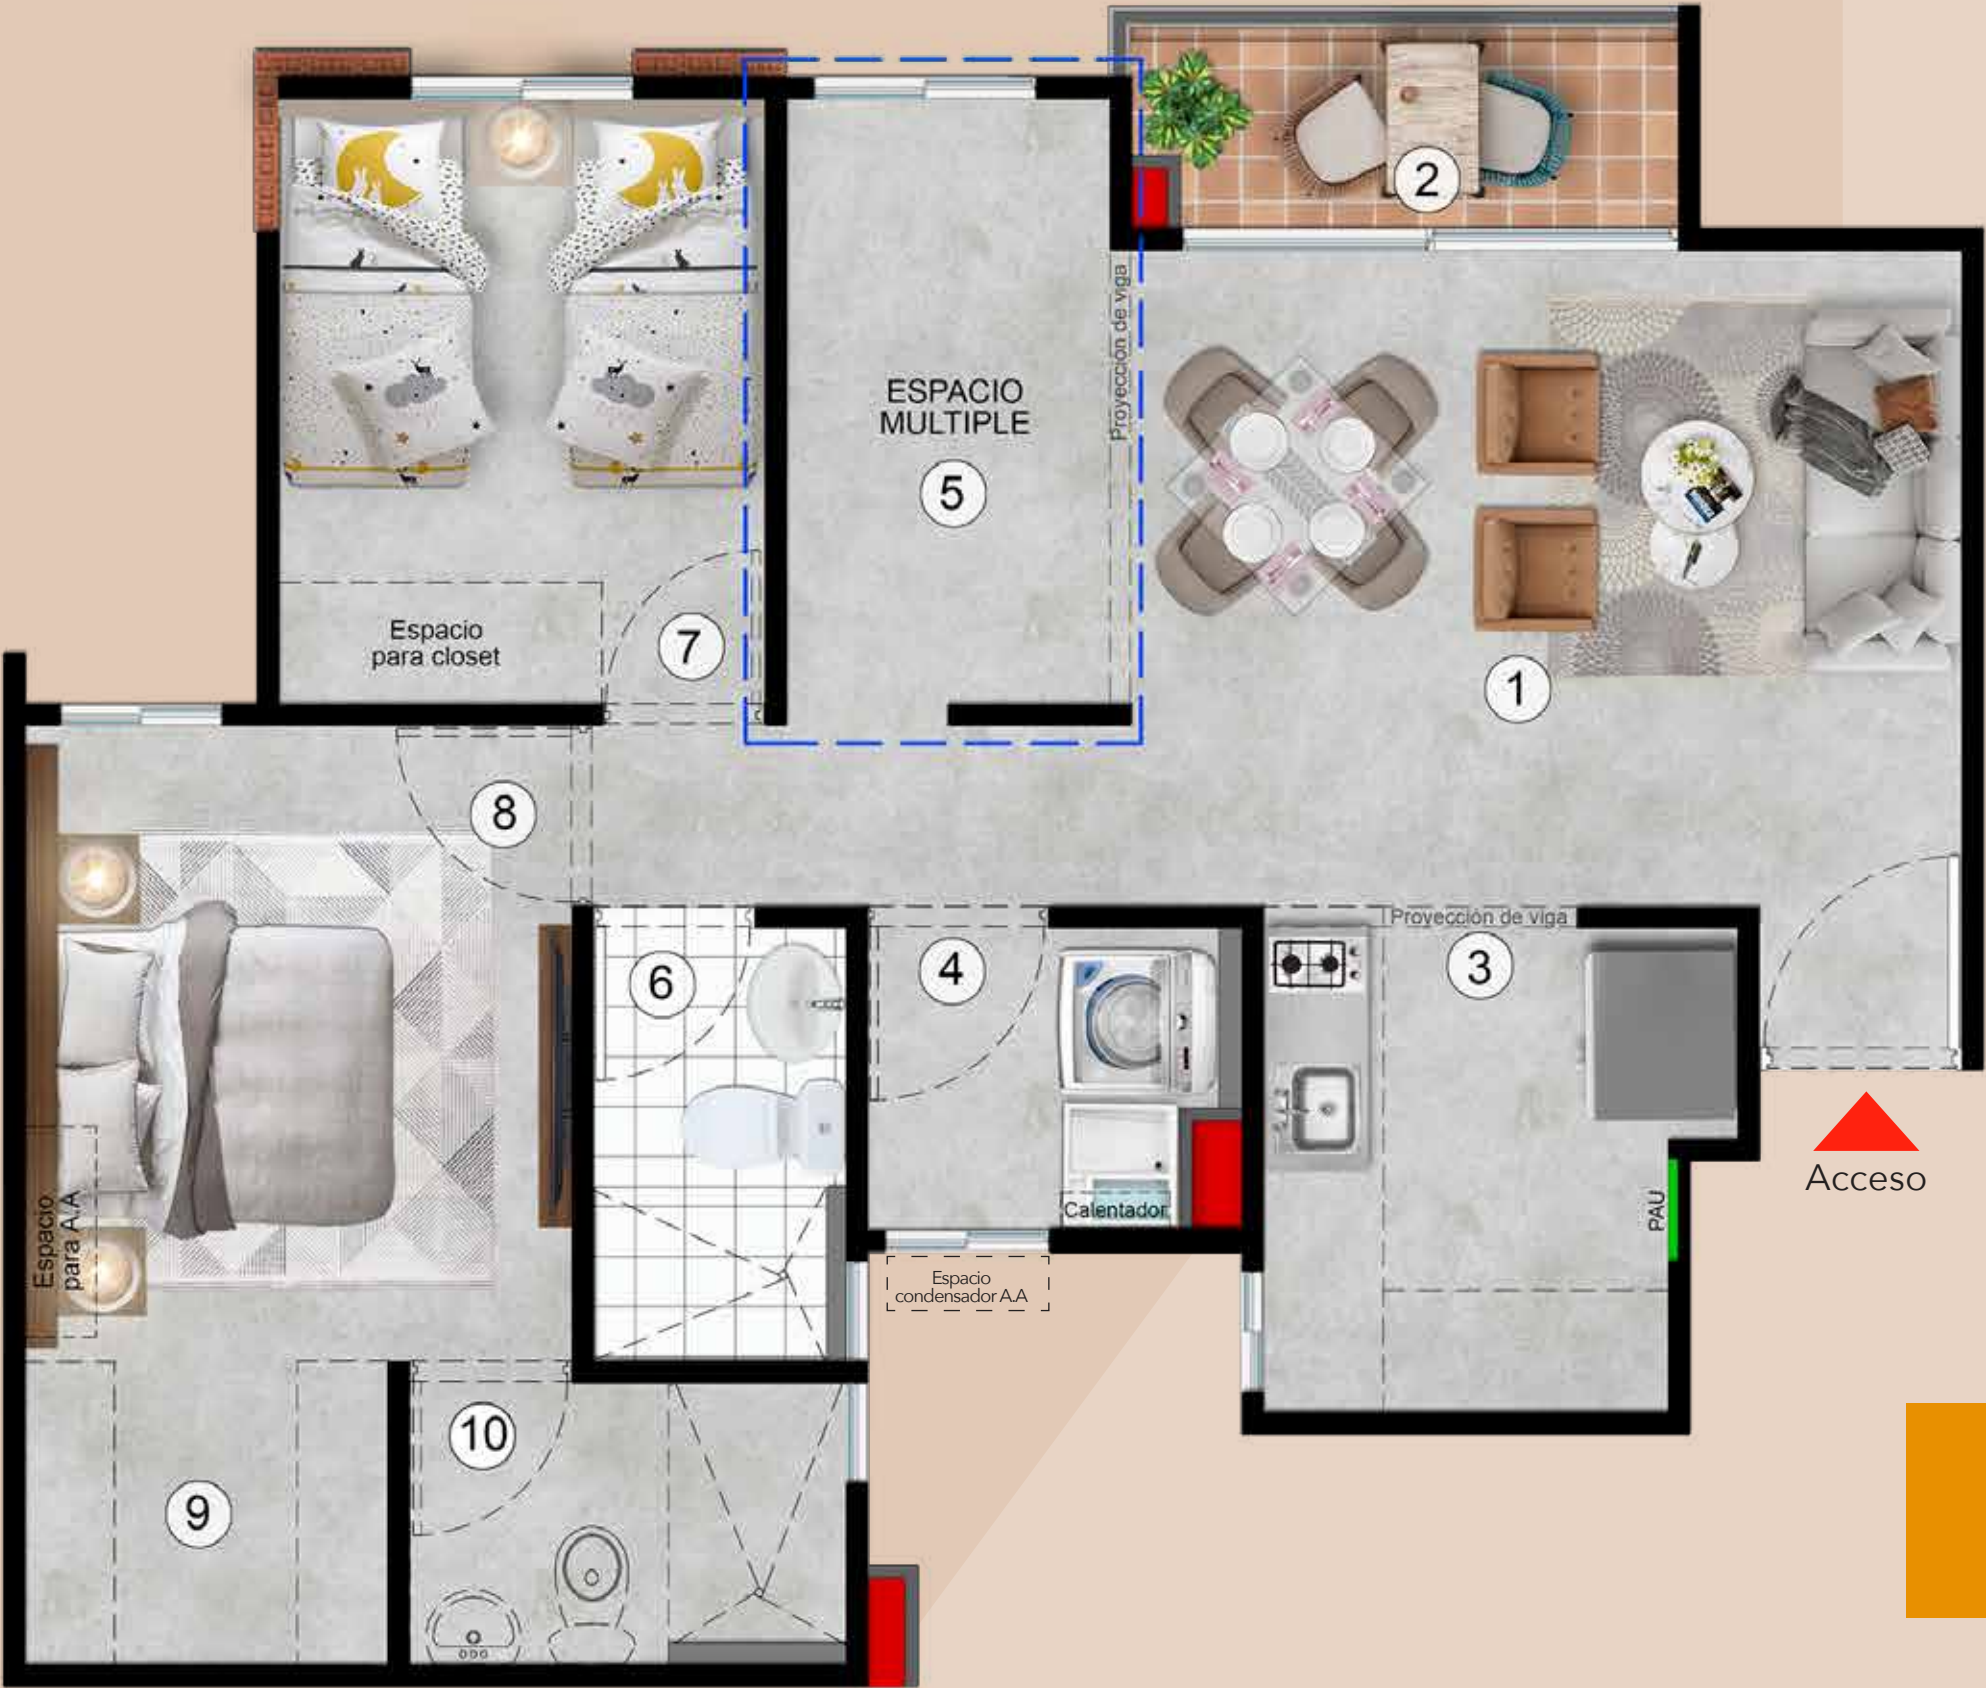 2
Proyección de viga
ESPACIO
MULTIPLE
5
Espacio
para closet
7
1
8
Proyección de viga
6
4
3
Acceso
PAU
Calentador
Espacio
para A.A
Espacio
condensador A.A
10
9